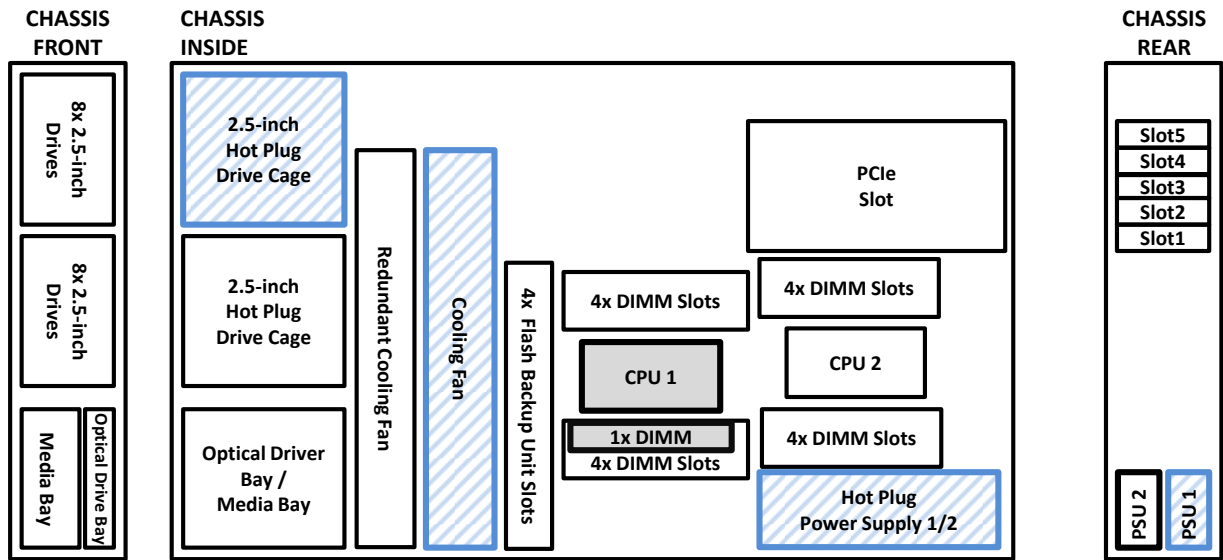 CHASSIS
FRONT
8x 2.5-inch
Drives
8x 2.5-inch
Drives
Media Bay
Optical Drive Bay
CHASSIS
INSIDE
2.5-inch
Hot Plug
Drive Cage
2.5-inch
Hot Plug
Drive Cage
Optical Driver
Bay /
Media Bay
Redundant Cooling Fan
Cooling Fan
4x Flash Backup Unit Slots
4x DIMM Slots
CPU 1
1x DIMM
4x DIMM Slots
PCIe
Slot
4x DIMM Slots
CPU 2
4x DIMM Slots
Hot Plug
Power Supply 1/2
CHASSIS
REAR
Slot5
Slot4
Slot3
Slot2
Slot1
PSU 2
PSU 1